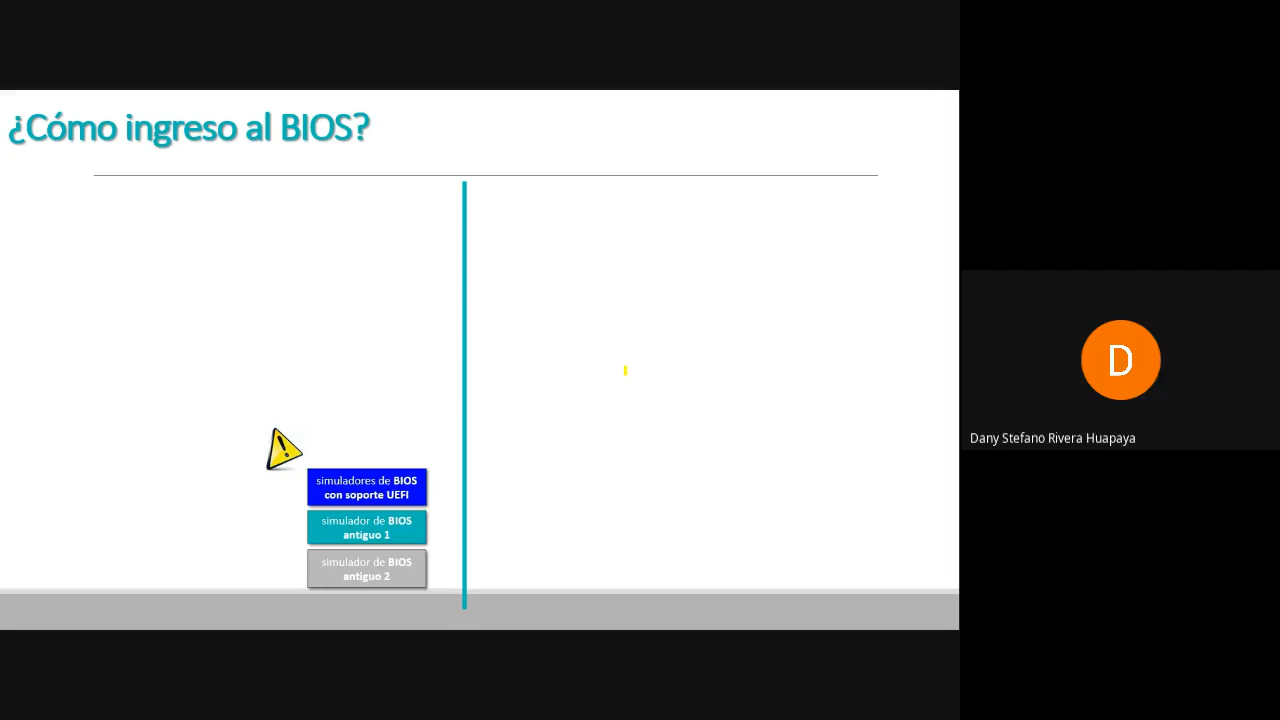 ¿Cómo ingreso al BIOS?
simuladores de BIOS
con soporte UEFI
simulador de BIOS
antiguo 1
simulador de BIOS
antiguo 2
D
Dany Stefano Rivera Huapaya